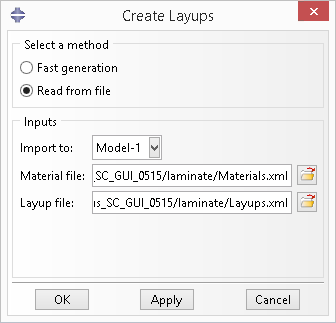 Create Layups
Select a method
Fast generation
Read from file
Inputs
Import to: Model-1
Material file: _SC_GUI_0515/laminate/Materials.xml
Layup file: ıs_SC_GUI_0515/laminate/Layups.xml
OK Apply Cancel